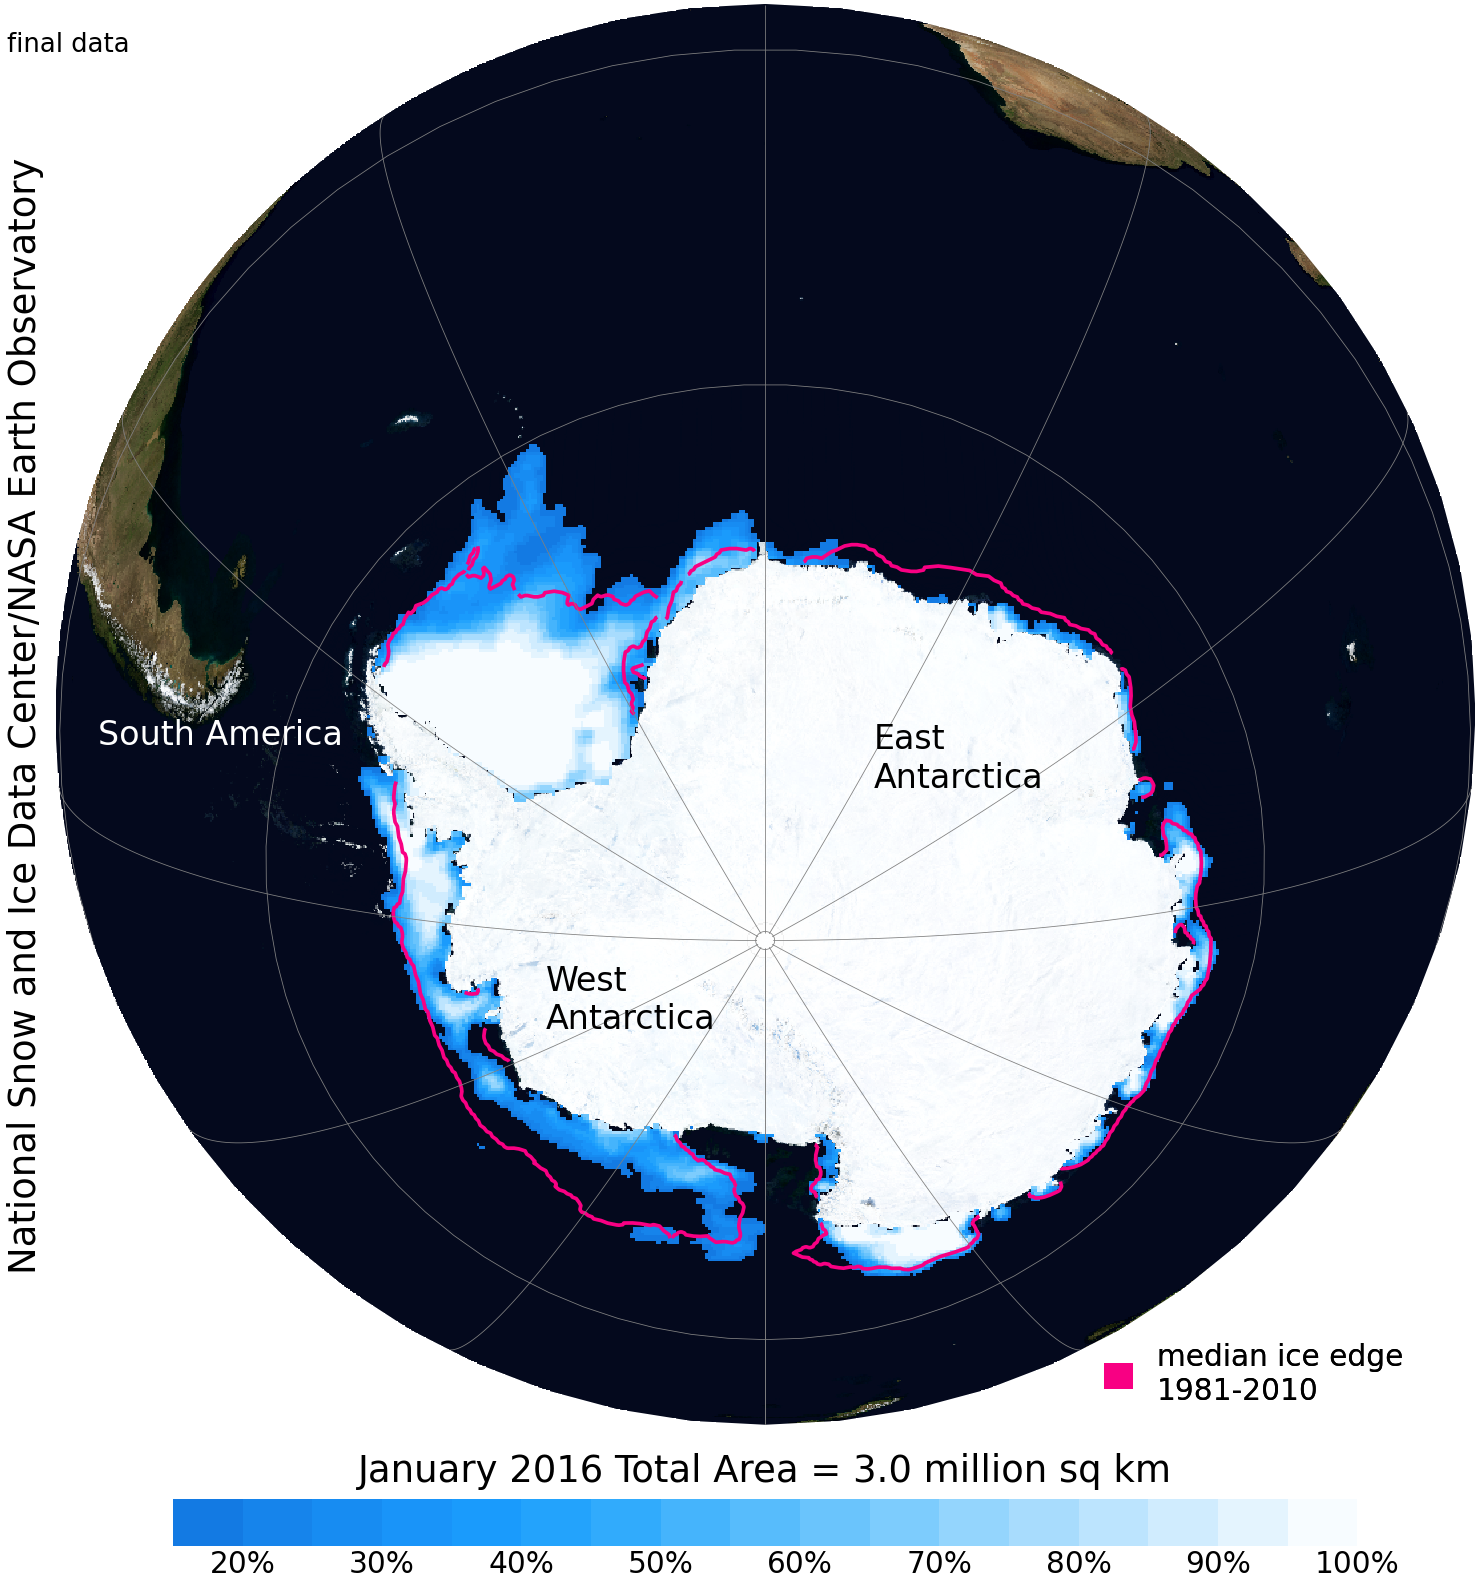 final data
National Snow and Ice Data Center/NASA Earth Observatory
South America
East
Antarctica
West
Antarctica
median ice edge
1981-2010
January 2016 Total Area = 3.0 million sq km
20% 30% 40% 50% 60% 70% 80% 90% 100%